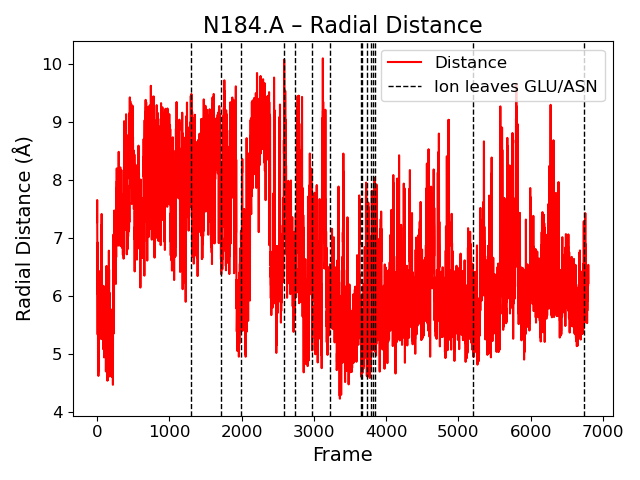 N184.A – Radial Distance
Distance
Ion leaves GLU/ASN
Radial Distance (Å)
10
9
8
7
6
5
4
0 1000 2000 3000 4000 5000 6000 7000
Frame